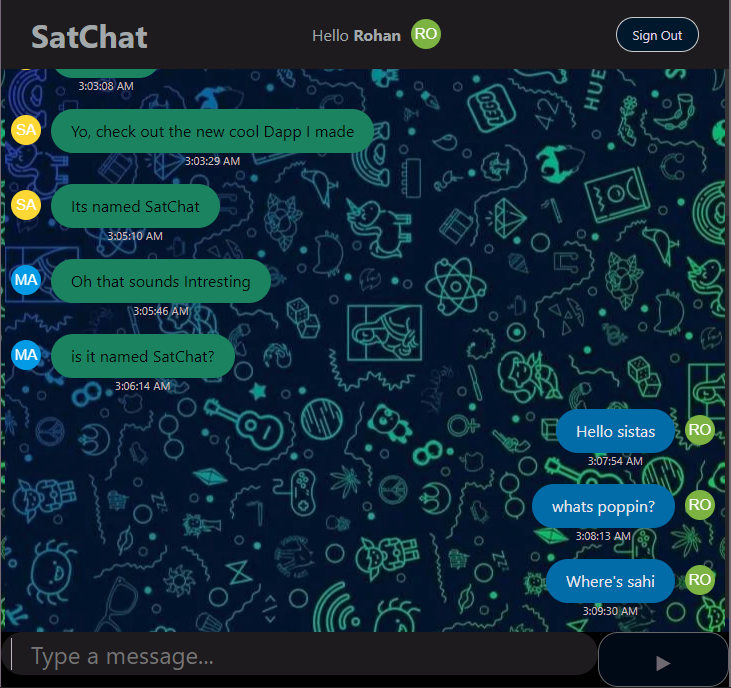 SatChat
Hello Rohan RO
Sign Out
3:03:08 AM
SA Yo, check out the new cool Dapp I made
3:03:29 AM
SA Its named SatChat
3:05:10 AM
MA Oh that sounds Intresting
3:05:46 AM
MA is it named SatChat?
3:06:14 AM
Hello sistas RO
3:07:54 AM
whats poppin? RO
3:08:13 AM
Where's sahi RO
3:09:30 AM
Type a message...